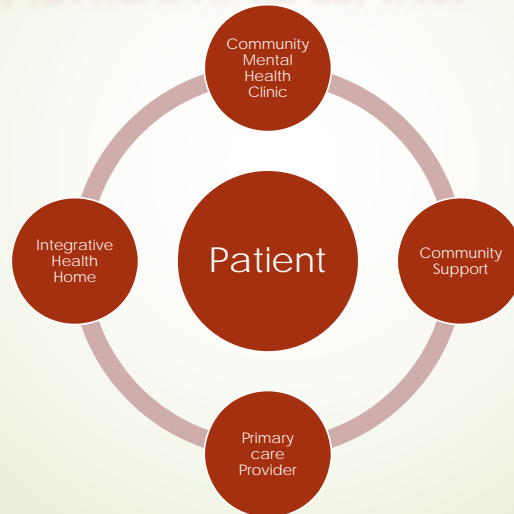 Community
Mental
Health
Clinic
Integrative
Health
Home
Patient
Community
Support
Primary
care
Provider